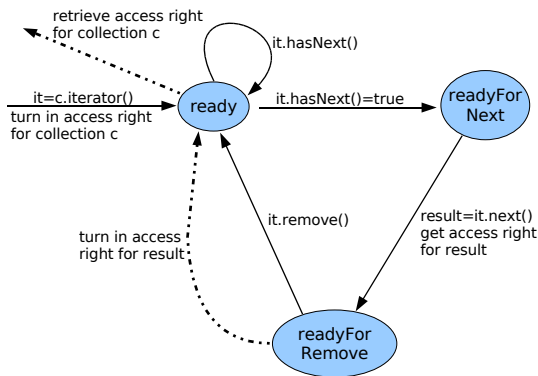 retrieve access right
for collection c
it.hasNext()
it=c.iterator()
turn in access right
for collection c
ready
it.hasNext()=true
readyFor
Next
it.remove()
result=it.next()
get access right
for result
turn in access
right for result
readyFor
Remove